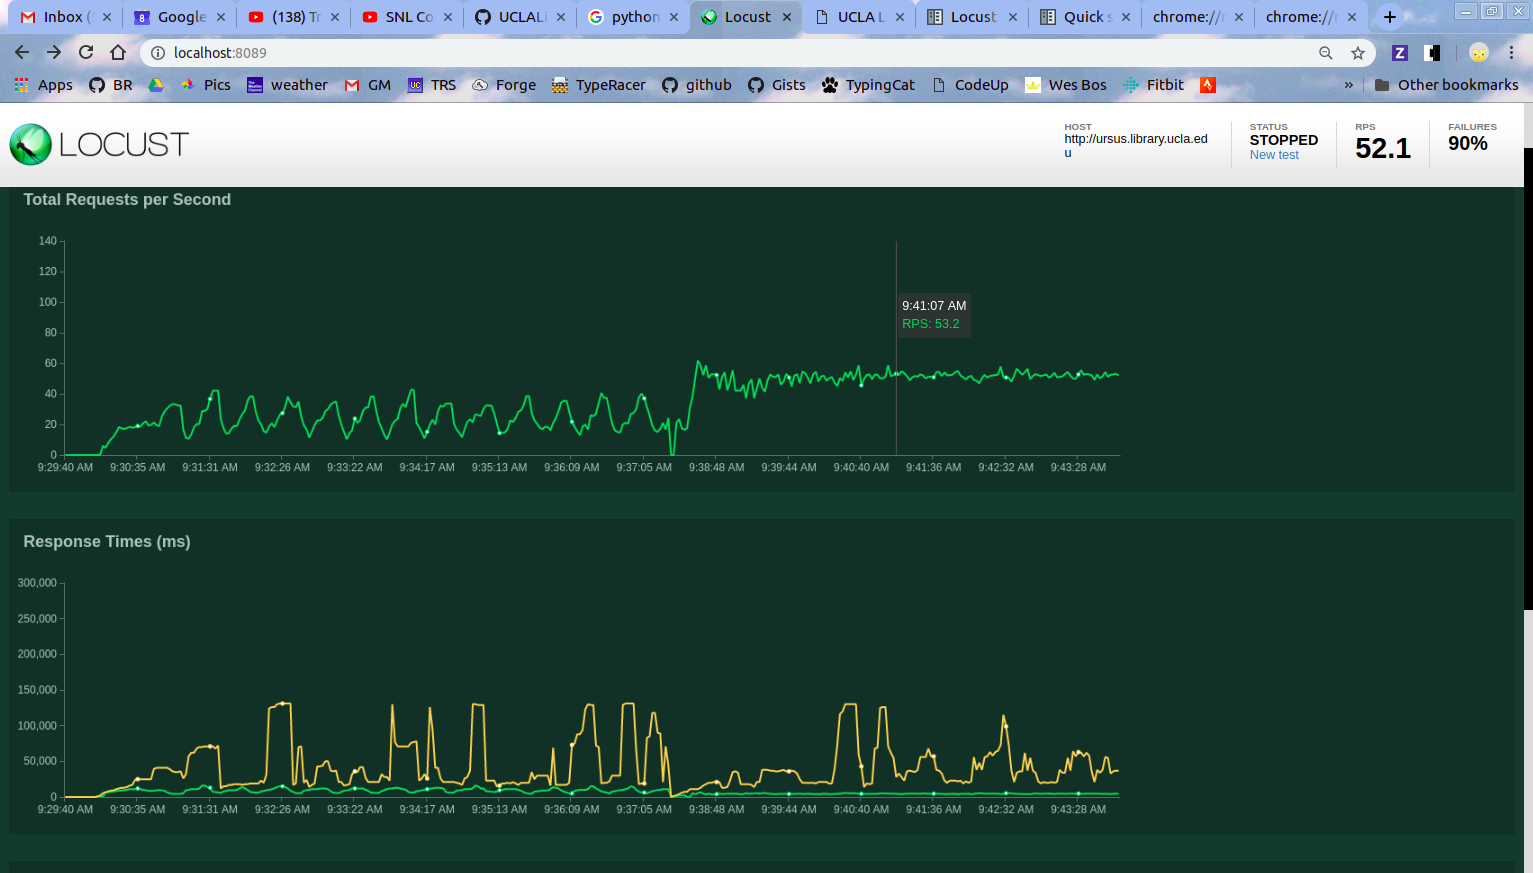 Inbox (
Google
(138) Tr
SNL Co
UCLALi
python
Locust
UCLA L
Locust
Quick s
chrome://r
chrome://r
localhost:8089
Apps
BR
Pics
weather
GM
TRS
Forge
TypeRacer
github
Gists
TypingCat
CodeUp
Wes Bos
Fitbit
»
Other bookmarks
LOCUST
HOST
http://ursus.library.ucla.ed
u
STATUS
STOPPED
New test
RPS
52.1
FAILURES
90%
Total Requests per Second
140
120
100
80
60
40
20
0
9:41:07 AM
RPS: 53.2
9:29:40 AM 9:30:35 AM 9:31:31 AM 9:32:26 AM 9:33:22 AM 9:34:17 AM 9:35:13 AM 9:36:09 AM 9:37:05 AM 9:38:48 AM 9:39:44 AM 9:40:40 AM 9:41:36 AM 9:42:32 AM 9:43:28 AM
Response Times (ms)
300,000
250,000
200,000
150,000
100,000
50,000
0
9:29:40 AM 9:30:35 AM 9:31:31 AM 9:32:26 AM 9:33:22 AM 9:34:17 AM 9:35:13 AM 9:36:09 AM 9:37:05 AM 9:38:48 AM 9:39:44 AM 9:40:40 AM 9:41:36 AM 9:42:32 AM 9:43:28 AM